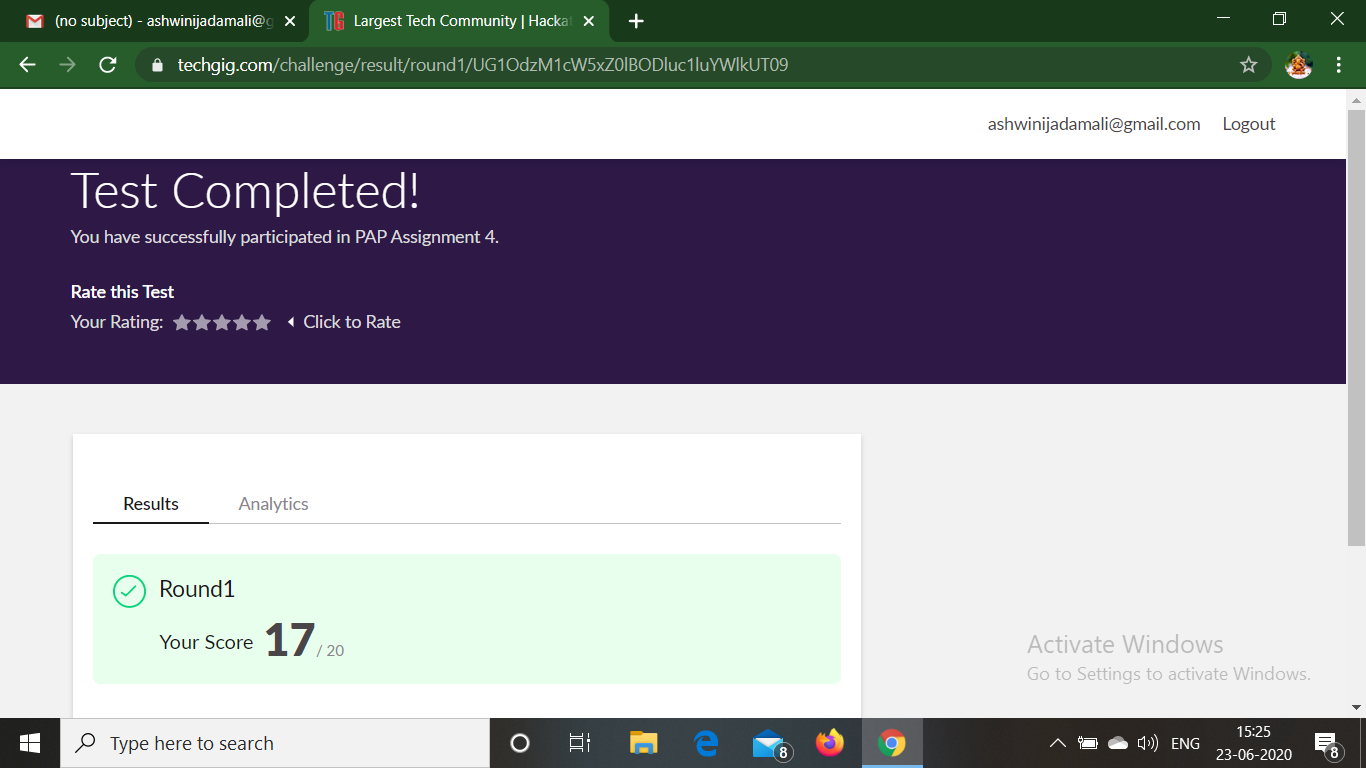 (no subject) - ashwinijadamali@g
TG Largest Tech Community | Hacka
techgig.com/challenge/result/round1/UG1OdzM1cW5xZ0lBODluc1luYWlkUT09
ashwinijadamali@gmail.com Logout
Test Completed!
You have successfully participated in PAP Assignment 4.
Rate this Test
Your Rating: Click to Rate
Results Analytics
Round1
Your Score 17 / 20
Activate Windows
Go to Settings to activate Windows.
Type here to search
8
ENG
15:25
23-06-2020
8